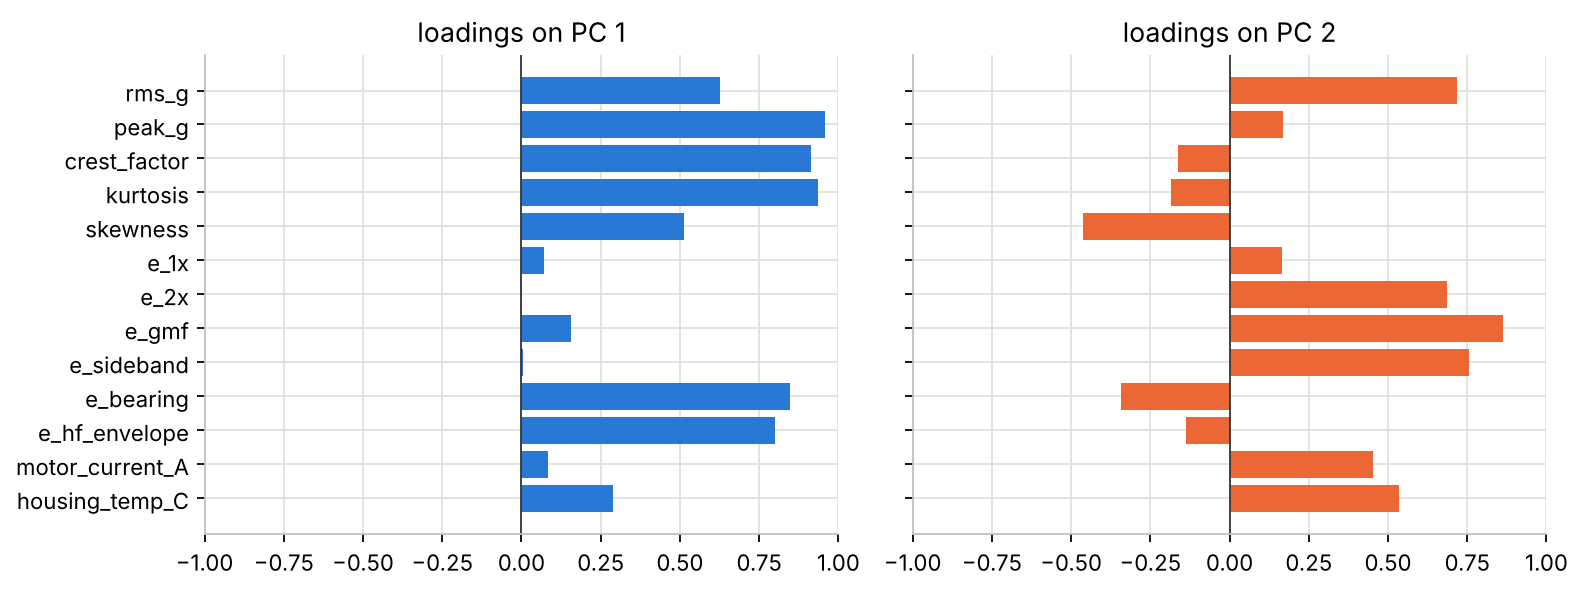 loadings on PC 1
loadings on PC 2
rms_g
peak_g
crest_factor
kurtosis
skewness
e_1x
e_2x
e_gmf
e_sideband
e_bearing
e_hf_envelope
motor_current_A
housing_temp_C
−1.00 −0.75 −0.50 −0.25 0.00 0.25 0.50 0.75 1.00
−1.00 −0.75 −0.50 −0.25 0.00 0.25 0.50 0.75 1.00